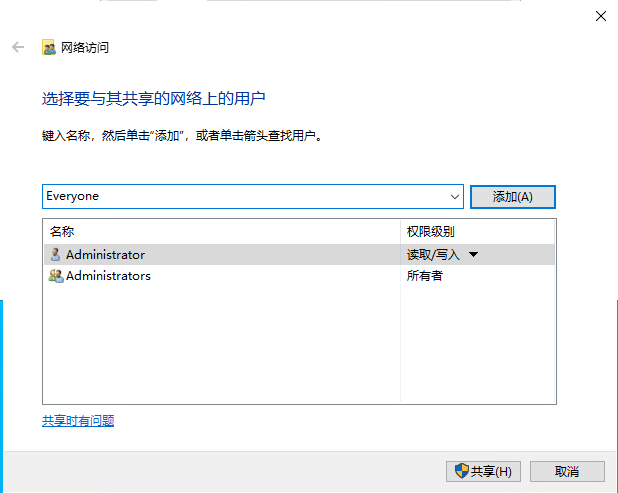 网络访问
选择要与其共享的网络上的用户
键入名称，然后单击“添加”，或者单击箭头查找用户。
Everyone
添加(A)
名称 权限级别
Administrator 读取/写入
Administrators 所有者
共享时有问题
共享(H) 取消